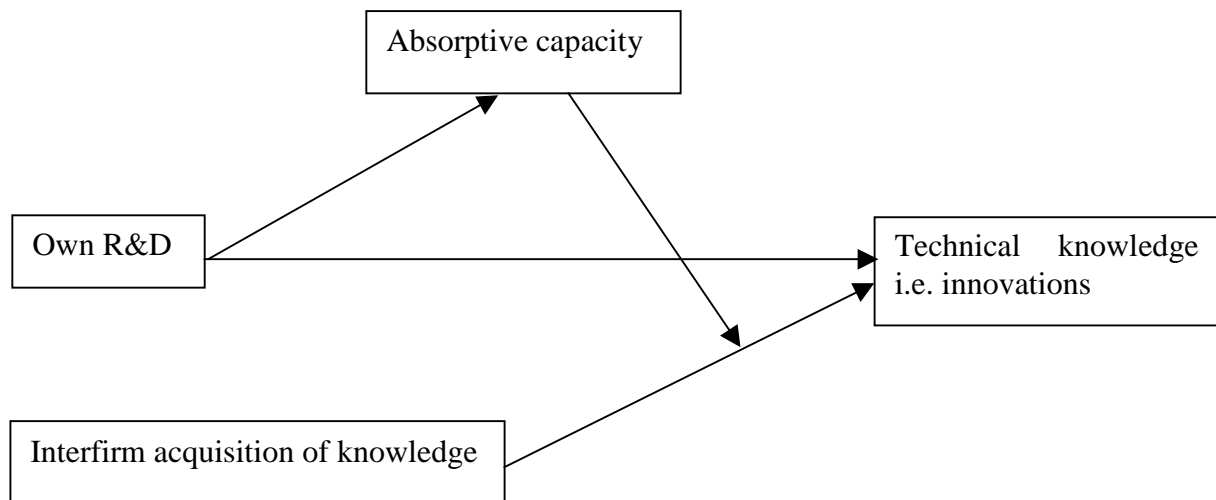 Absorptive capacity
Own R&D
Technical knowledge
i.e. innovations
Interfirm acquisition of knowledge